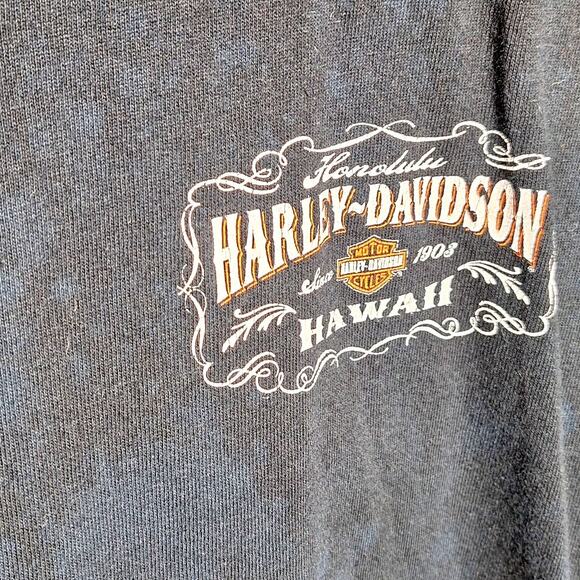 Honolulu
HARLEY~DAVIDSON
Since 1903
MOTOR
HARLEY-DAVIDSON
CYCLES
HAWAII